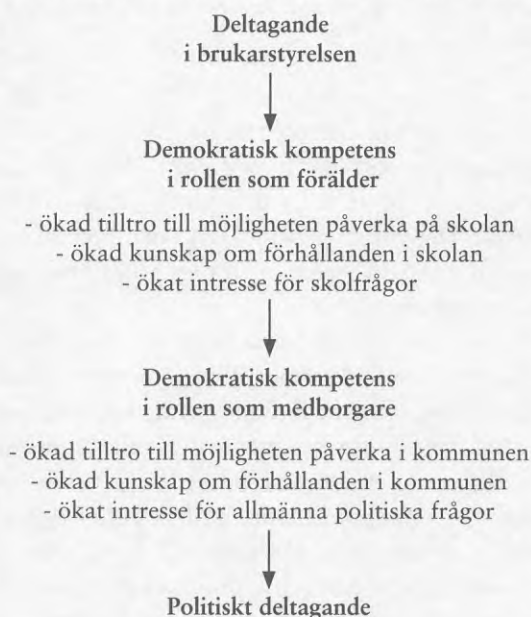 Deltagande
i brukarstyrelsen
Demokratisk kompetens
i rollen som förälder
- ökad tilltro till möjligheten påverka på skolan
- ökad kunskap om förhållanden i skolan
- ökat intresse för skolfrågor
Demokratisk kompetens
i rollen som medborgare
- ökad tilltro till möjligheten påverka i kommunen
- ökad kunskap om förhållanden i kommunen
- ökat intresse för allmänna politiska frågor
Politiskt deltagande